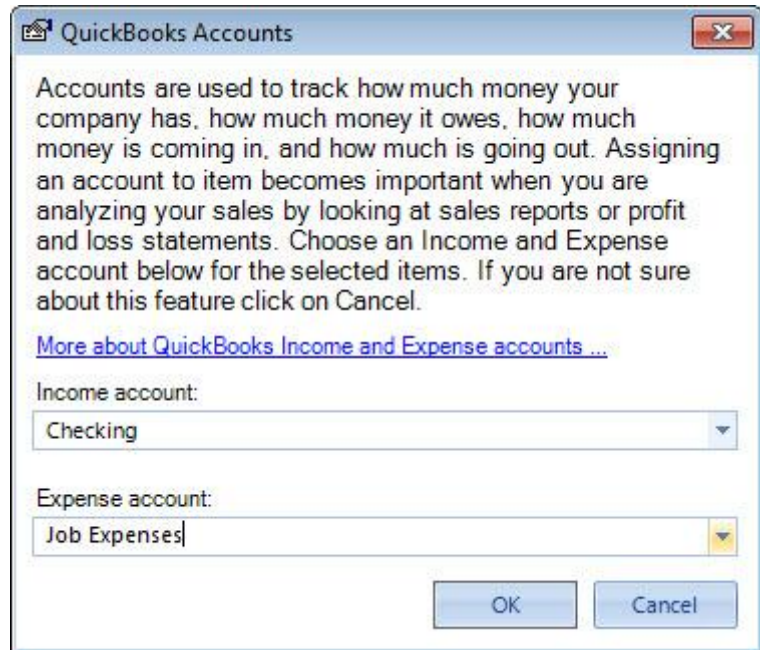 QuickBooks Accounts
Accounts are used to track how much money your
company has, how much money it owes, how much
money is coming in, and how much is going out. Assigning
an account to item becomes important when you are
analyzing your sales by looking at sales reports or profit
and loss statements. Choose an Income and Expense
account below for the selected items. If you are not sure
about this feature click on Cancel.
More about QuickBooks Income and Expense accounts ...
Income account:
Checking
Expense account:
Job Expenses
OK Cancel